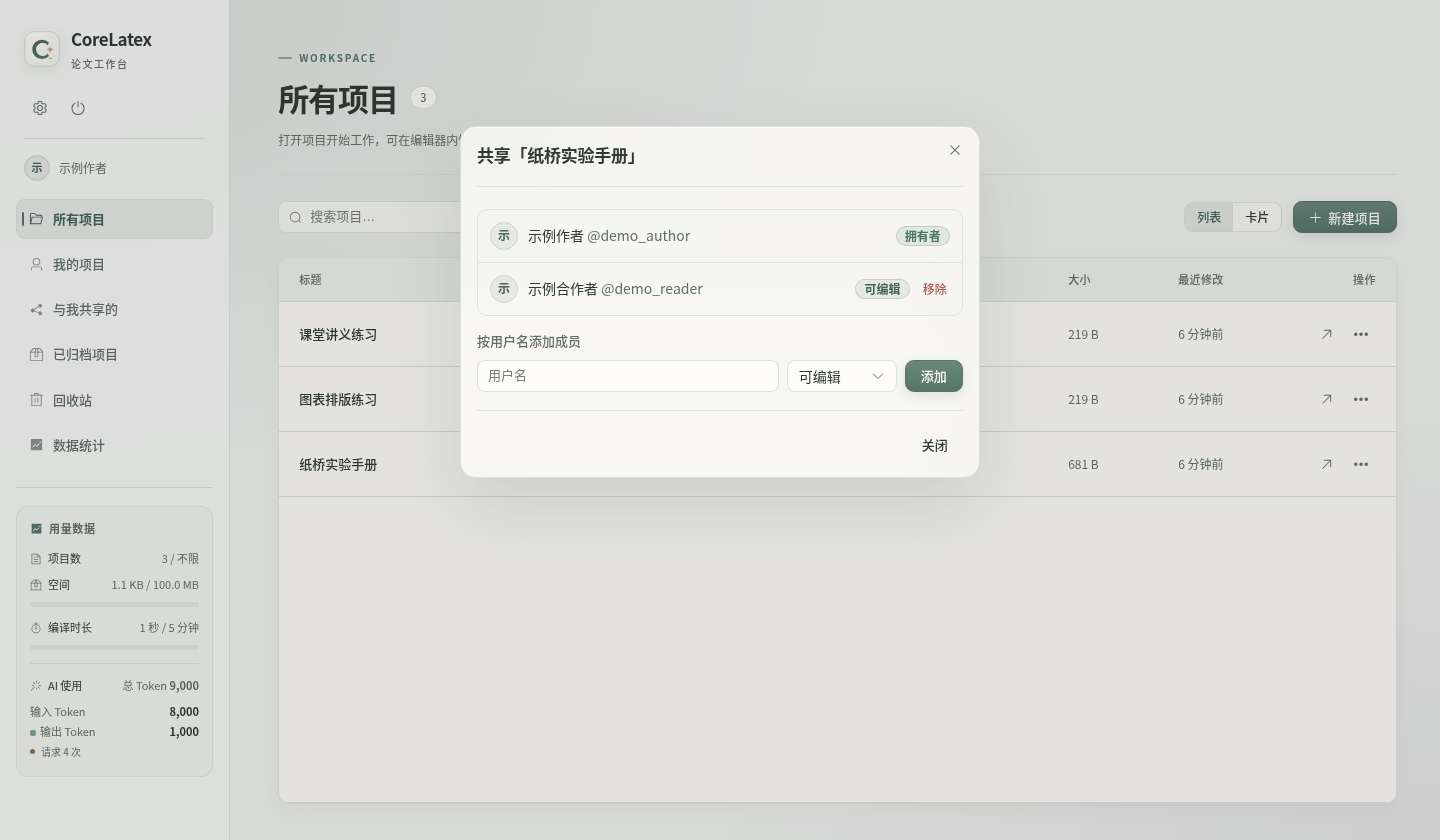 CoreLatex
论文工作台
示 示例作者
所有项目
我的项目
与我共享的
已归档项目
回收站
数据统计
用量数据
项目数 3 / 不限
空间 1.1 KB / 100.0 MB
编译时长 1 秒 / 5 分钟
AI 使用 总 Token 9,000
输入 Token 8,000
输出 Token 1,000
请求 4 次
WORKSPACE
所有项目 3
打开项目开始工作，可在编辑器内
搜索项目...
列表 卡片 新建项目
标题 大小 最近修改 操作
课堂讲义练习 219 B 6 分钟前
图表排版练习 219 B 6 分钟前
纸桥实验手册 681 B 6 分钟前
共享「纸桥实验手册」
示 示例作者 @demo_author 拥有者
示 示例合作者 @demo_reader 可编辑 移除
按用户名添加成员
用户名 可编辑 添加
关闭